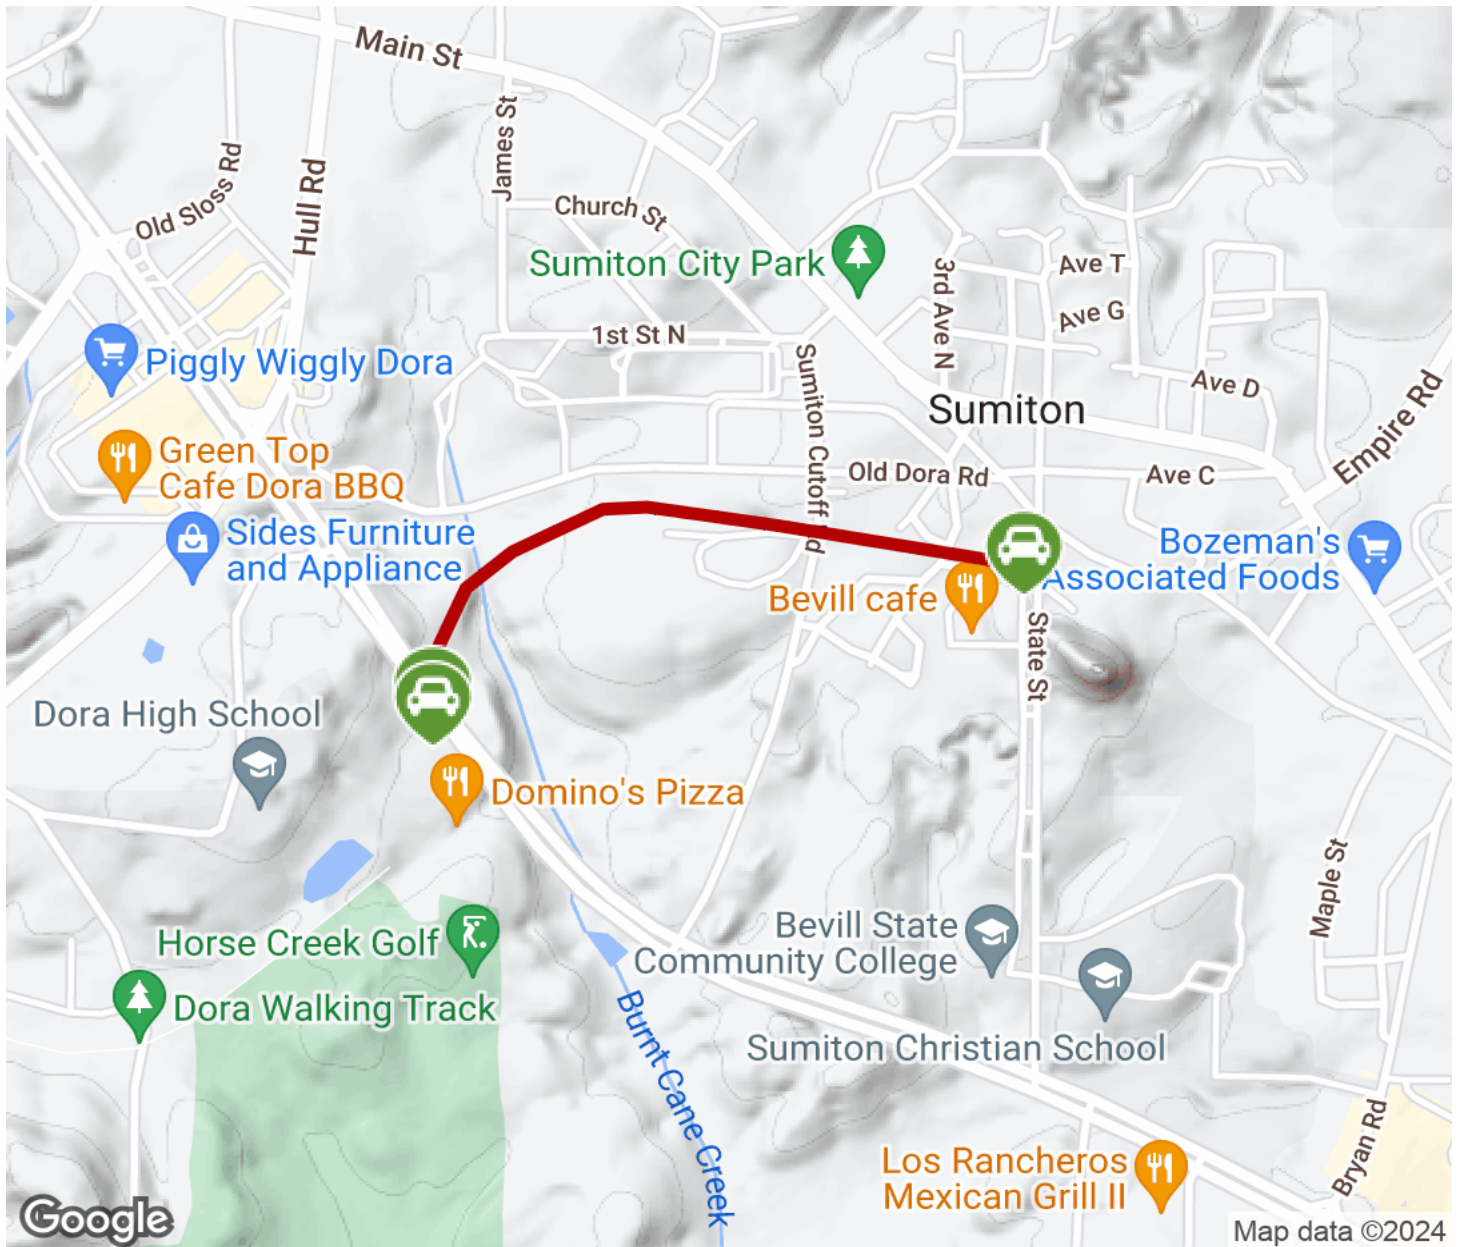 Main St
James St
Old Sloss Rd
Hull Rd
Church St
Sumiton City Park
3rd Ave N
Ave T
Ave G
1st St N
Piggly Wiggly Dora
Sumiton Cutoff
Ave D
Sumiton
Empire Rd
Green Top
Cafe Dora BBQ
Old Dora Rd
Ave C
Sides Furniture
and Appliance
Bozeman's
Associated Foods
Bevill cafe
State St
Dora High School
Domino's Pizza
Maple St
Bevill State
Community College
Horse Creek Golf
Dora Walking Track
Burnt Cane Creek
Sumiton Christian School
Bryan Rd
Los Rancheros
Mexican Grill II
Google
Map data ©2024